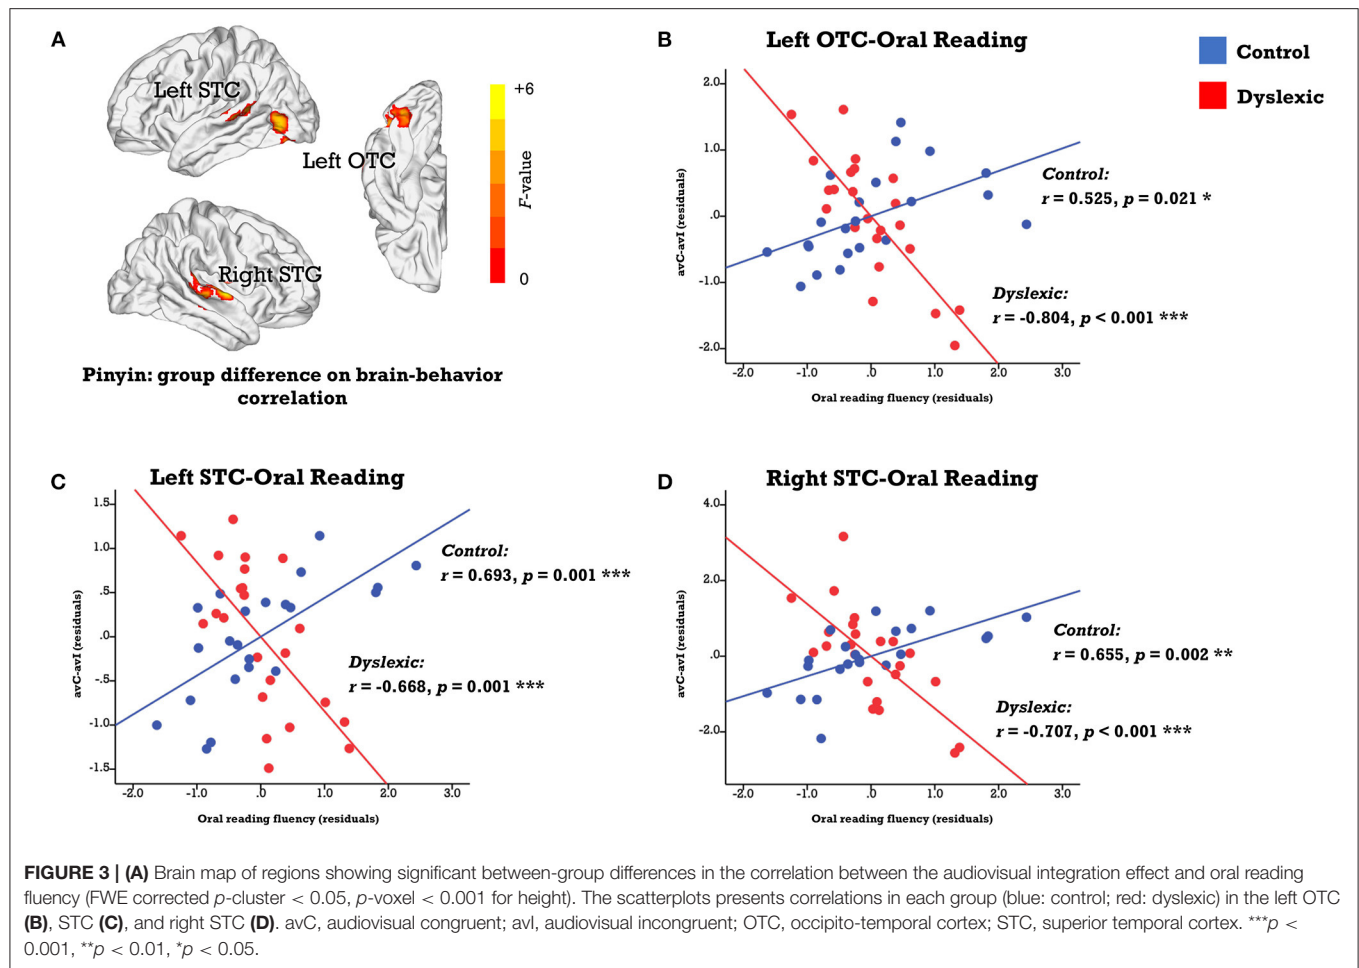 A
Left STC
Left OTC
Right STG
+6
F-value
0
Pinyin: group difference on brain-behavior
correlation
B
Left OTC-Oral Reading
Control
Dyslexic
2.0
1.0
.0
-1.0
-2.0
avC-avI (residuals)
Control:
r = 0.525, p = 0.021 *
Dyslexic:
r = -0.804, p < 0.001 ***
-2.0 -1.0 .0 1.0 2.0 3.0
Oral reading fluency (residuals)
C
Left STC-Oral Reading
1.5
1.0
.5
.0
-.5
-1.0
-1.5
avC-avI (residuals)
Control:
r = 0.693, p = 0.001 ***
Dyslexic:
r = -0.668, p = 0.001 ***
-2.0 -1.0 .0 1.0 2.0 3.0
Oral reading fluency (residuals)
D
Right STC-Oral Reading
4.0
2.0
.0
-2.0
avC-avI (residuals)
Control:
r = 0.655, p = 0.002 **
Dyslexic:
r = -0.707, p < 0.001 ***
-2.0 -1.0 .0 1.0 2.0 3.0
Oral reading fluency (residuals)
FIGURE 3 | (A) Brain map of regions showing significant between-group differences in the correlation between the audiovisual integration effect and oral reading
fluency (FWE corrected p-cluster < 0.05, p-voxel < 0.001 for height). The scatterplots presents correlations in each group (blue: control; red: dyslexic) in the left OTC
(B), STC (C), and right STC (D). avC, audiovisual congruent; avI, audiovisual incongruent; OTC, occipito-temporal cortex; STC, superior temporal cortex. ***p <
0.001, **p < 0.01, *p < 0.05.